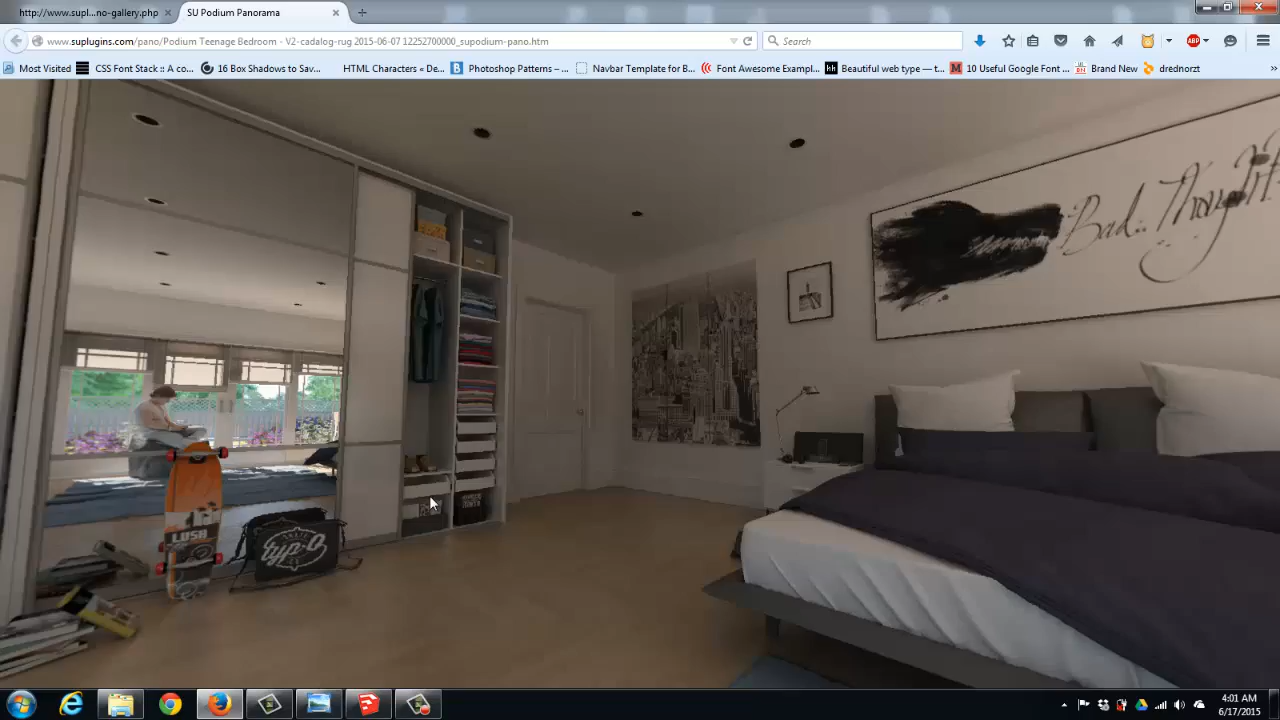 http://www.supl...no-gallery.php
SU Podium Panorama
www.suplugins.com/pano/Podium Teenage Bedroom - V2-cadalog-rug 2015-06-07 12252700000_supodium-pano.htm
Search
ABP
Most Visited
CSS Font Stack :: A co...
16 Box Shadows to Sav...
HTML Characters « De...
Photoshop Patterns – ...
Navbar Template for B...
Font Awesome Exampl...
Beautiful web type — t...
10 Useful Google Font ...
Brand New
drednorzt
»
Bad Thought
LUSH
typ-O
4:01 AM
6/17/2015